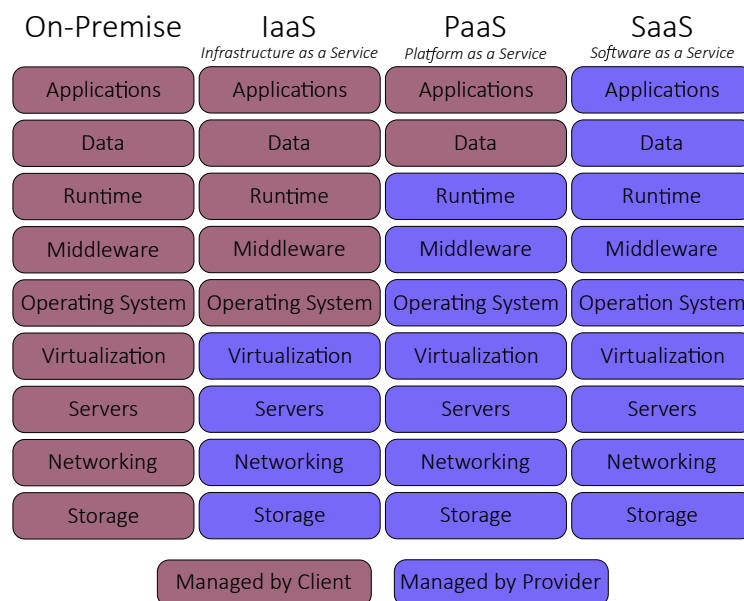 On-Premise IaaS PaaS SaaS
Infrastructure as a Service Platform as a Service Software as a Service
Applications Applications Applications Applications
Data Data Data Data
Runtime Runtime Runtime Runtime
Middleware Middleware Middleware Middleware
Operating System Operating System Operating System Operation System
Virtualization Virtualization Virtualization Virtualization
Servers Servers Servers Servers
Networking Networking Networking Networking
Storage Storage Storage Storage
Managed by Client Managed by Provider